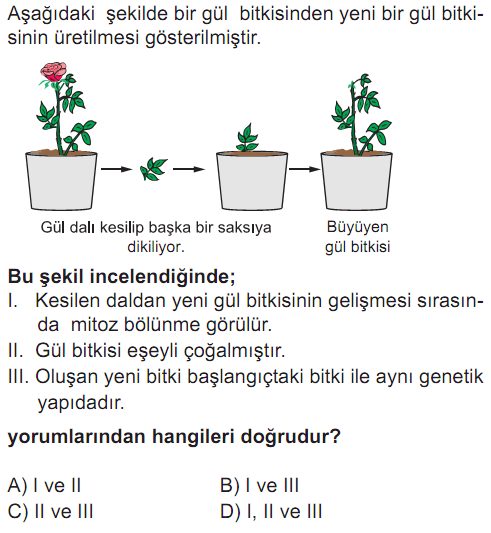 Aşağıdaki şekilde bir gül bitkisinden yeni bir gül bitki-
sinin üretilmesi gösterilmiştir.
Gül dalı kesilip başka bir saksıya
dikiliyor.
Büyüyen
gül bitkisi
Bu şekil incelendiğinde;
I. Kesilen daldan yeni gül bitkisinin gelişmesi sırasın-
da mitoz bölünme görülür.
II. Gül bitkisi eşeyli çoğalmıştır.
III. Oluşan yeni bitki başlangıçtaki bitki ile aynı genetik
yapıdadır.
yorumlarından hangileri doğrudur?
A) I ve II B) I ve III
C) II ve III D) I, II ve III